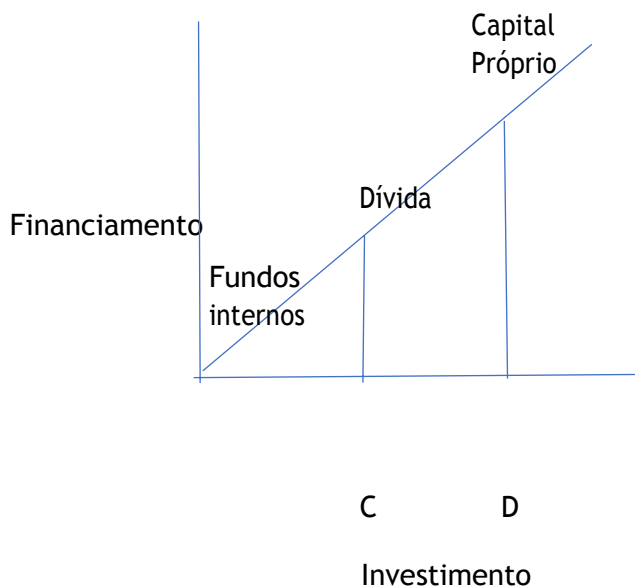 Capital
Próprio
Dívida
Financiamento
Fundos
internos
C D
Investimento